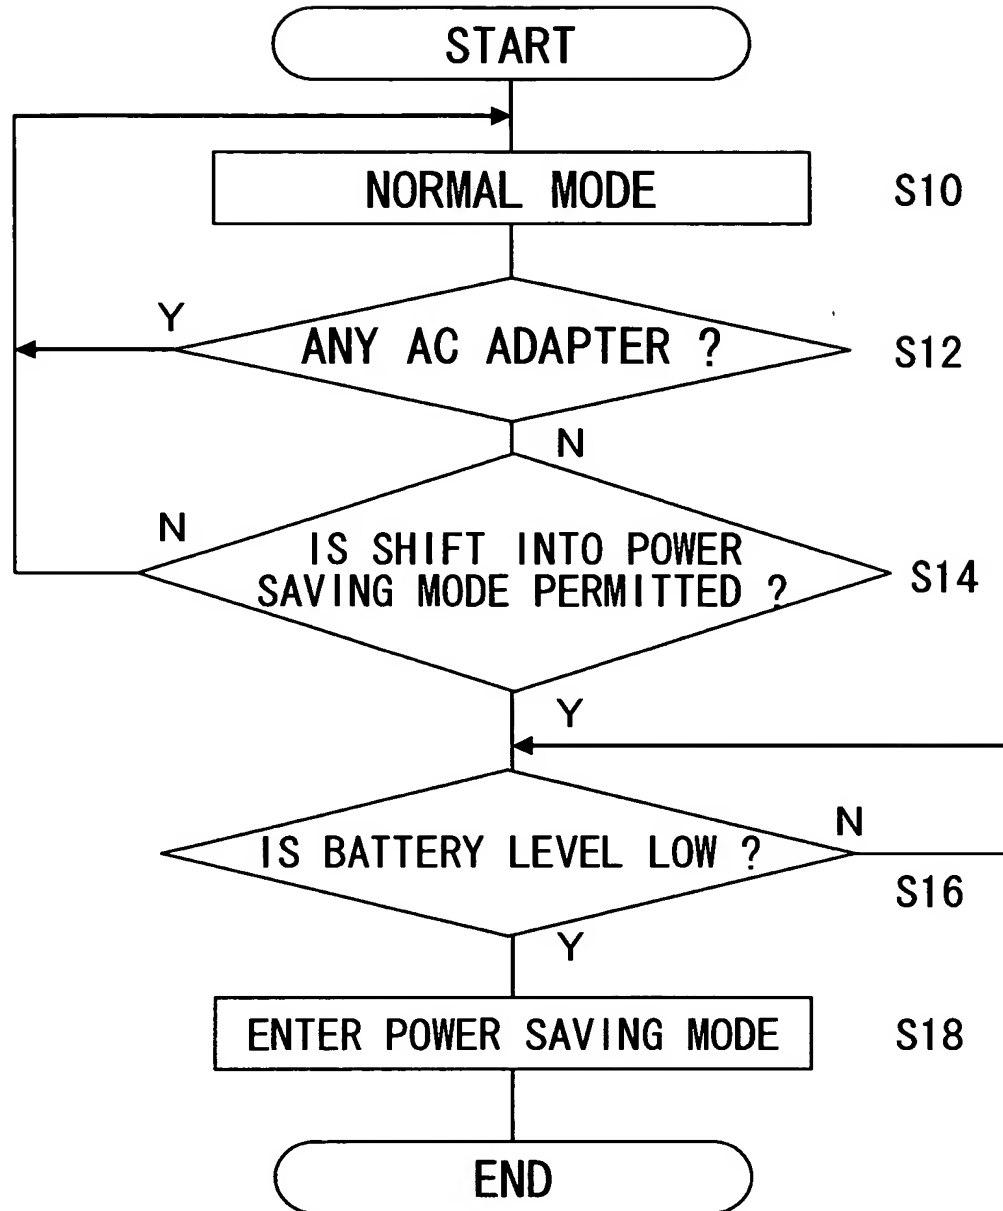 START
NORMAL MODE
S10
Y
ANY AC ADAPTER ?
S12
N
N
IS SHIFT INTO POWER
SAVING MODE PERMITTED ?
S14
Y
N
IS BATTERY LEVEL LOW ?
S16
Y
ENTER POWER SAVING MODE
S18
END